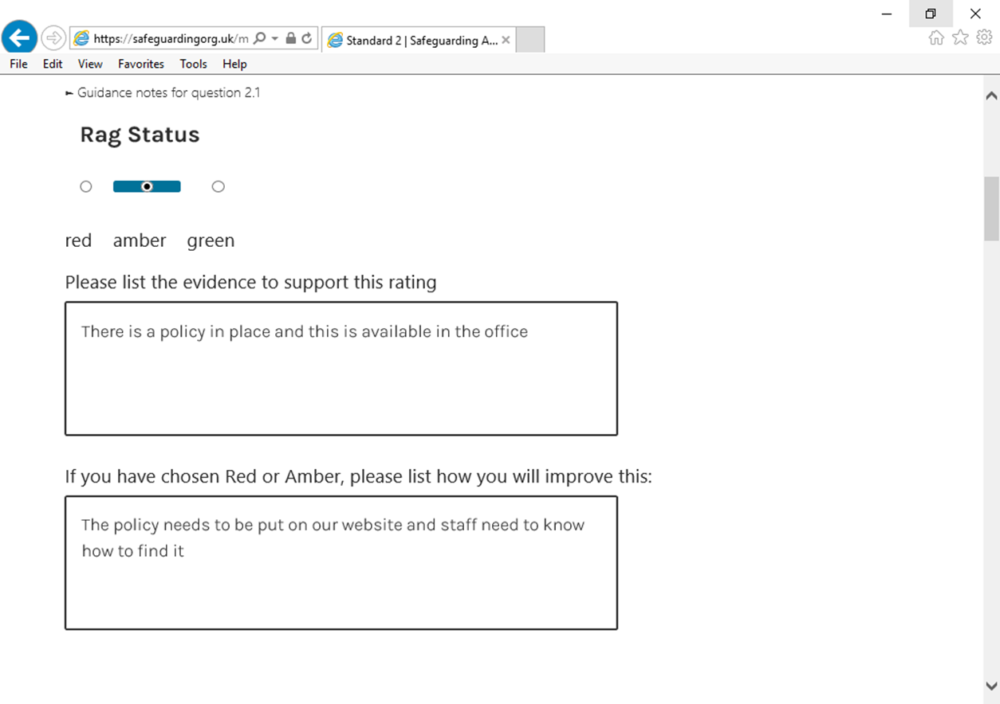 https://safeguardingorg.uk/m
Standard 2 | Safeguarding A...
File Edit View Favorites Tools Help
Guidance notes for question 2.1
Rag Status
red amber green
Please list the evidence to support this rating
There is a policy in place and this is available in the office
If you have chosen Red or Amber, please list how you will improve this:
The policy needs to be put on our website and staff need to know
how to find it